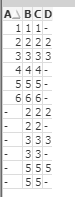 A B C D
1 1 1 -
2 2 2 2
3 3 3 3
4 4 4 -
5 5 5 -
6 6 6 -
- 2 2 2
- 2 2 -
- 3 3 3
- 3 3 -
- 5 5 -
- 5 5 -